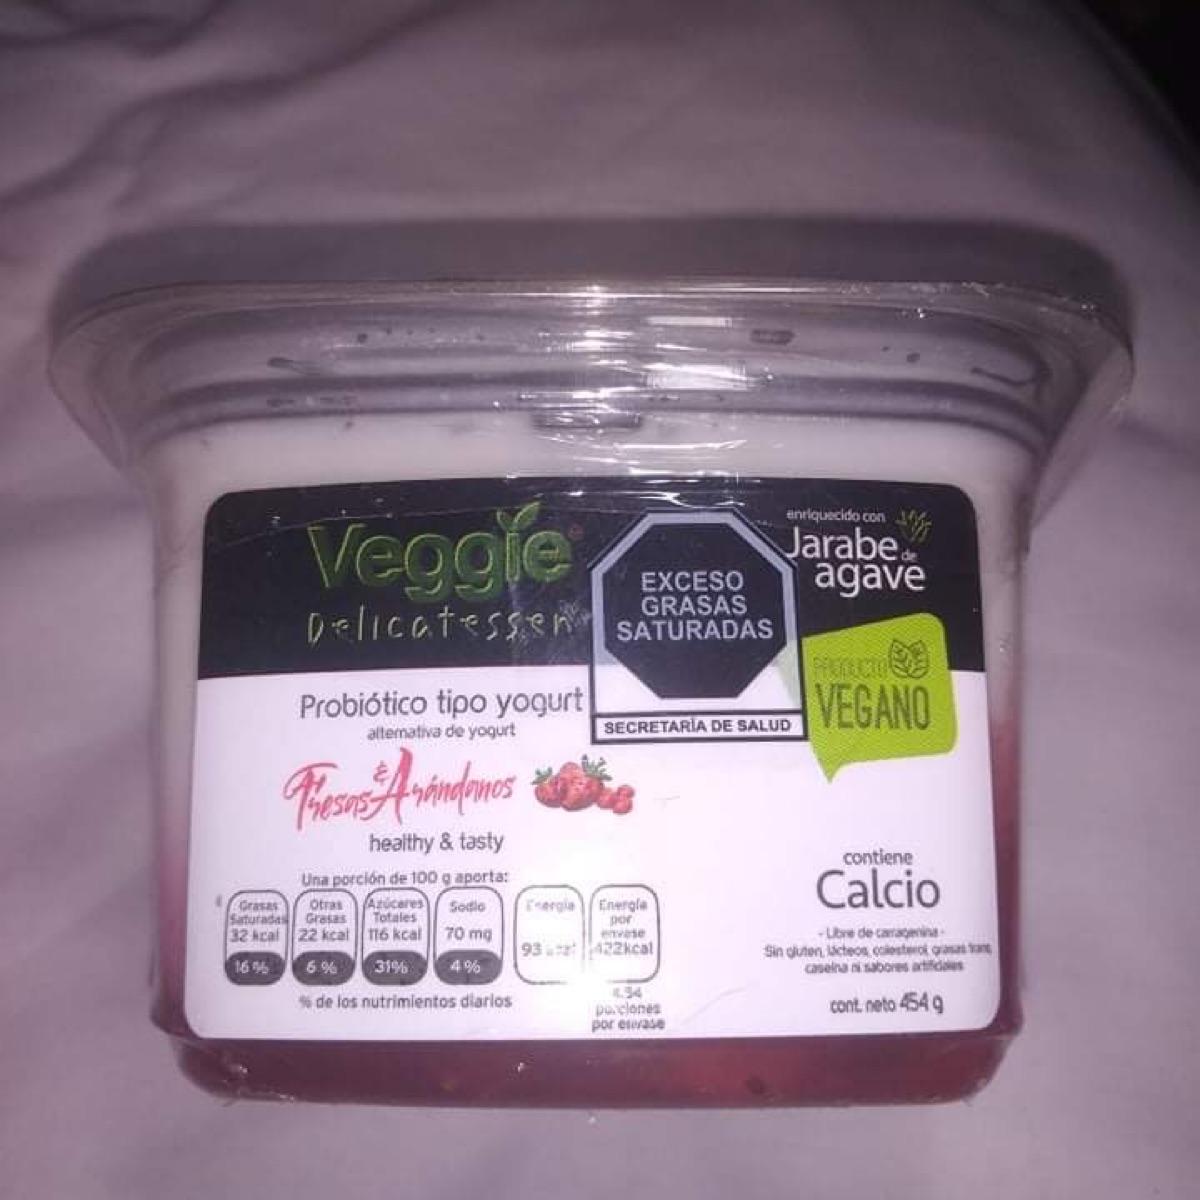 Veggie
Delicatessen
EXCESO
GRASAS
SATURADAS
SECRETARÍA DE SALUD
enriquecido con
Jarabe de
agave
PRODUCTO
VEGANO
Probiótico tipo yogurt
alternativa de yogurt
Fresas & Arándanos
healthy & tasty
Una porción de 100 g aporta:
Grasas
Saturadas
32 kcal
16 %
Otras
Grasas
22 kcal
6 %
Azúcares
Totales
116 kcal
31%
Sodio
70 mg
4 %
Energía
93 kcal
Energía
por
envase
422kcal
% de los nutrimientos diarios
4.54
porciones
por envase
contiene
Calcio
- Libre de carragenina -
Sin gluten, lácteos, colesterol, grasas trans,
caseína ni sabores artificiales
cont. neto 454 g